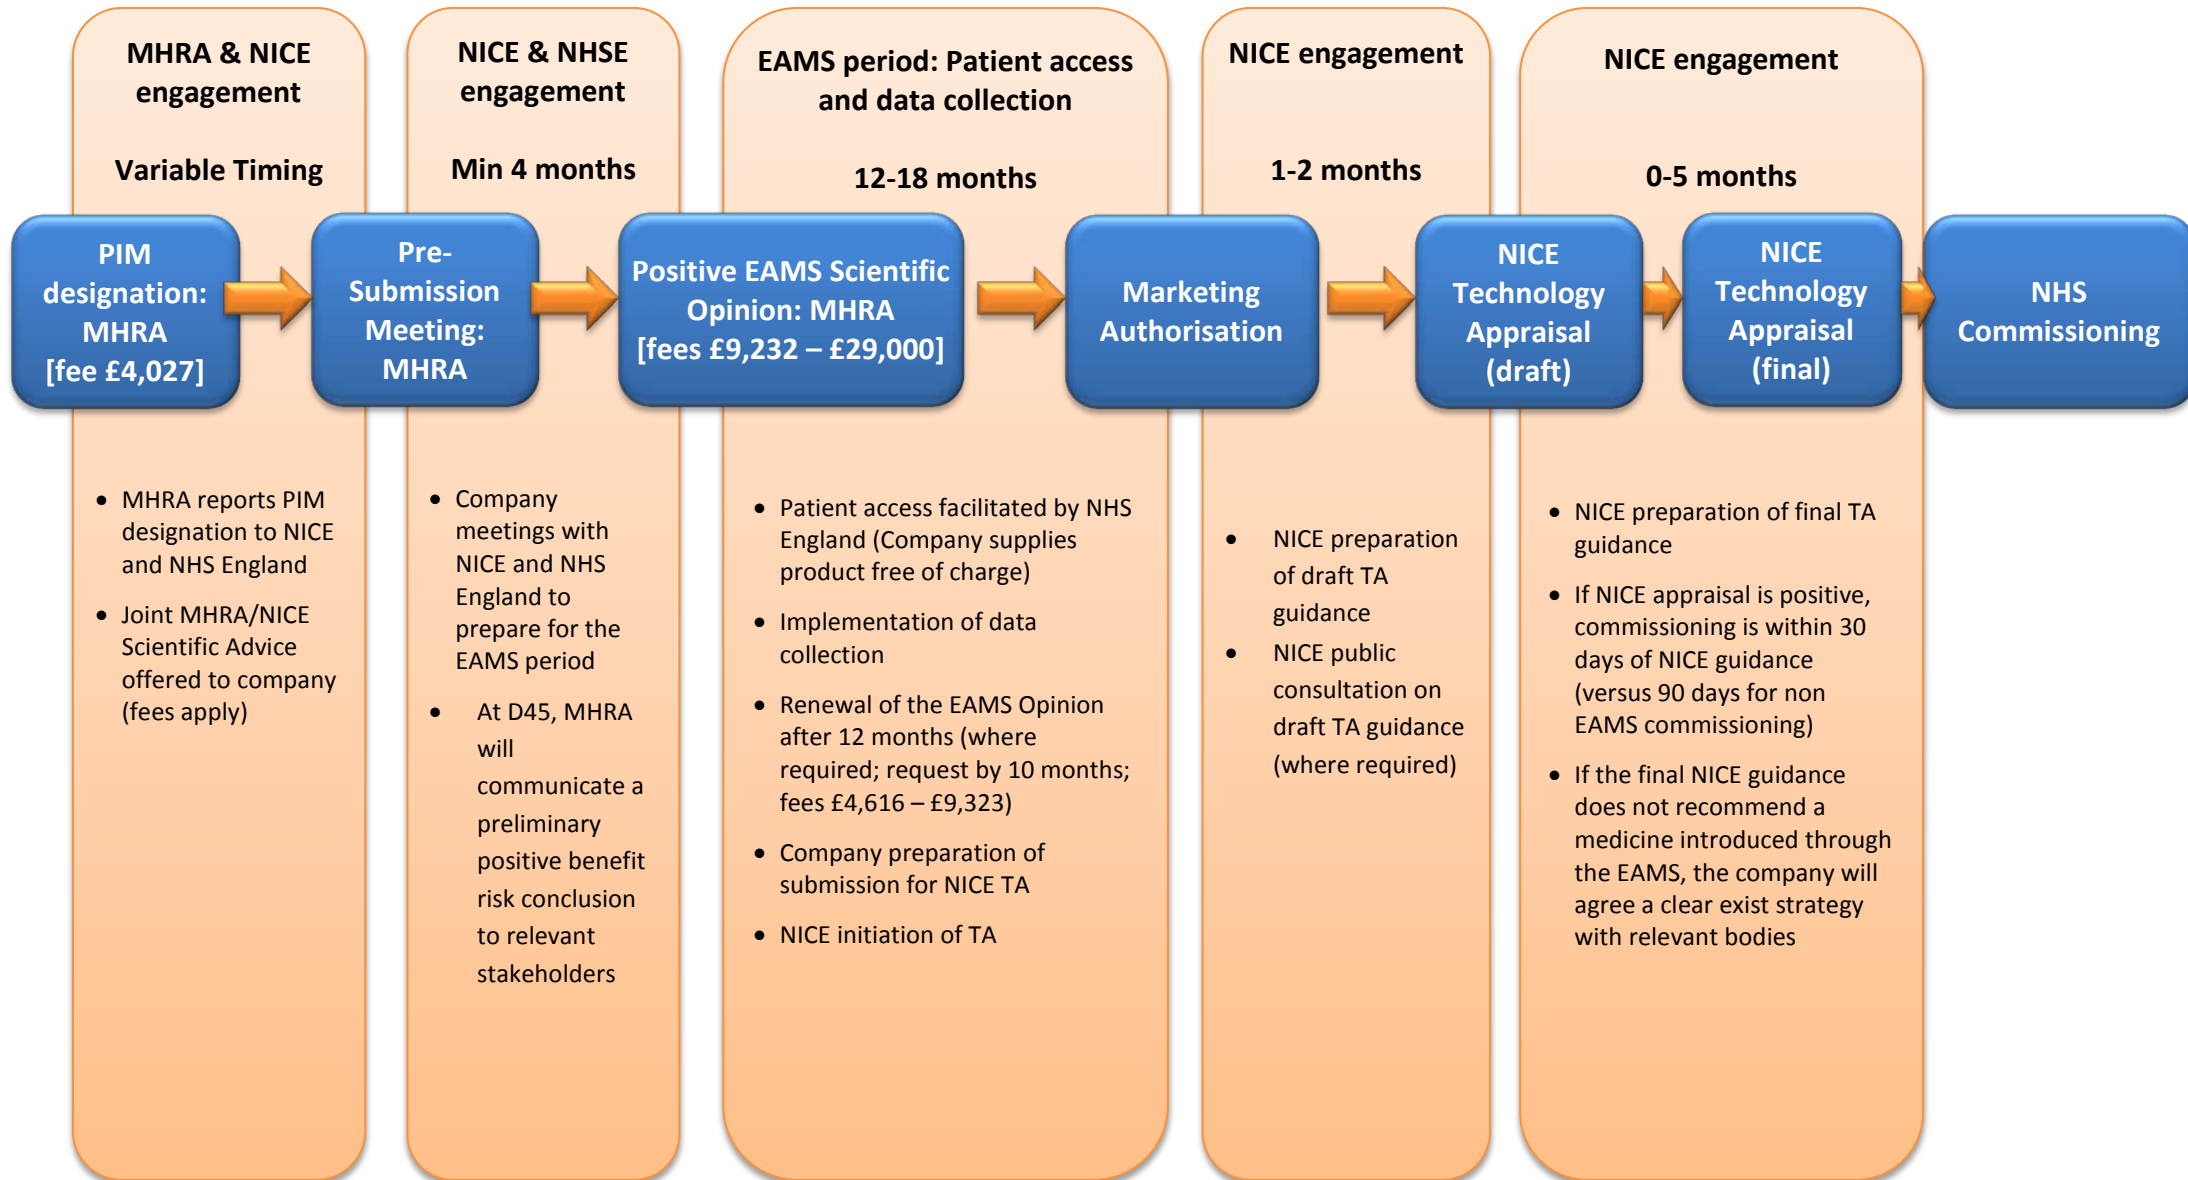 MHRA & NICE
engagement
Variable Timing
NICE & NHSE
engagement
Min 4 months
EAMS period: Patient access
and data collection
12-18 months
NICE engagement
1-2 months
NICE engagement
0-5 months
PIM
designation:
MHRA
[fee £4,027]
Pre-
Submission
Meeting:
MHRA
Positive EAMS Scientific
Opinion: MHRA
[fees £9,232 – £29,000]
Marketing
Authorisation
NICE
Technology
Appraisal
(draft)
NICE
Technology
Appraisal
(final)
NHS
Commissioning
• MHRA reports PIM
designation to NICE
and NHS England
• Joint MHRA/NICE
Scientific Advice
offered to company
(fees apply)
• Company
meetings with
NICE and NHS
England to
prepare for the
EAMS period
• At D45, MHRA
will
communicate a
preliminary
positive benefit
risk conclusion
to relevant
stakeholders
• Patient access facilitated by NHS
England (Company supplies
product free of charge)
• Implementation of data
collection
• Renewal of the EAMS Opinion
after 12 months (where
required; request by 10 months;
fees £4,616 – £9,323)
• Company preparation of
submission for NICE TA
• NICE initiation of TA
• NICE preparation
of draft TA
guidance
• NICE public
consultation on
draft TA guidance
(where required)
• NICE preparation of final TA
guidance
• If NICE appraisal is positive,
commissioning is within 30
days of NICE guidance
(versus 90 days for non
EAMS commissioning)
• If the final NICE guidance
does not recommend a
medicine introduced through
the EAMS, the company will
agree a clear exist strategy
with relevant bodies